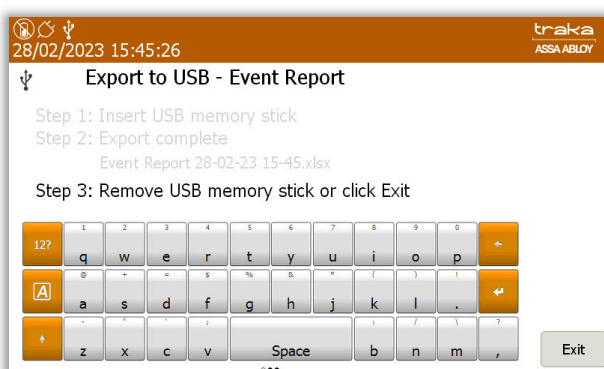 traka
28/02/2023 15:45:26
ASSA ABLOY
Export to USB - Event Report
Step 1: Insert USB memory stick
Step 2: Export complete
Event Report 28-02-23 15-45.xlsx
Step 3: Remove USB memory stick or click Exit
1 2 3 4 5 6 7 8 9 0
12? q w e r t y u i o p
@ + = $ % & * ( ) !
A a s d f g h j k l .
- " ' ; : / \ ?
z x c v Space b n m ,
Exit